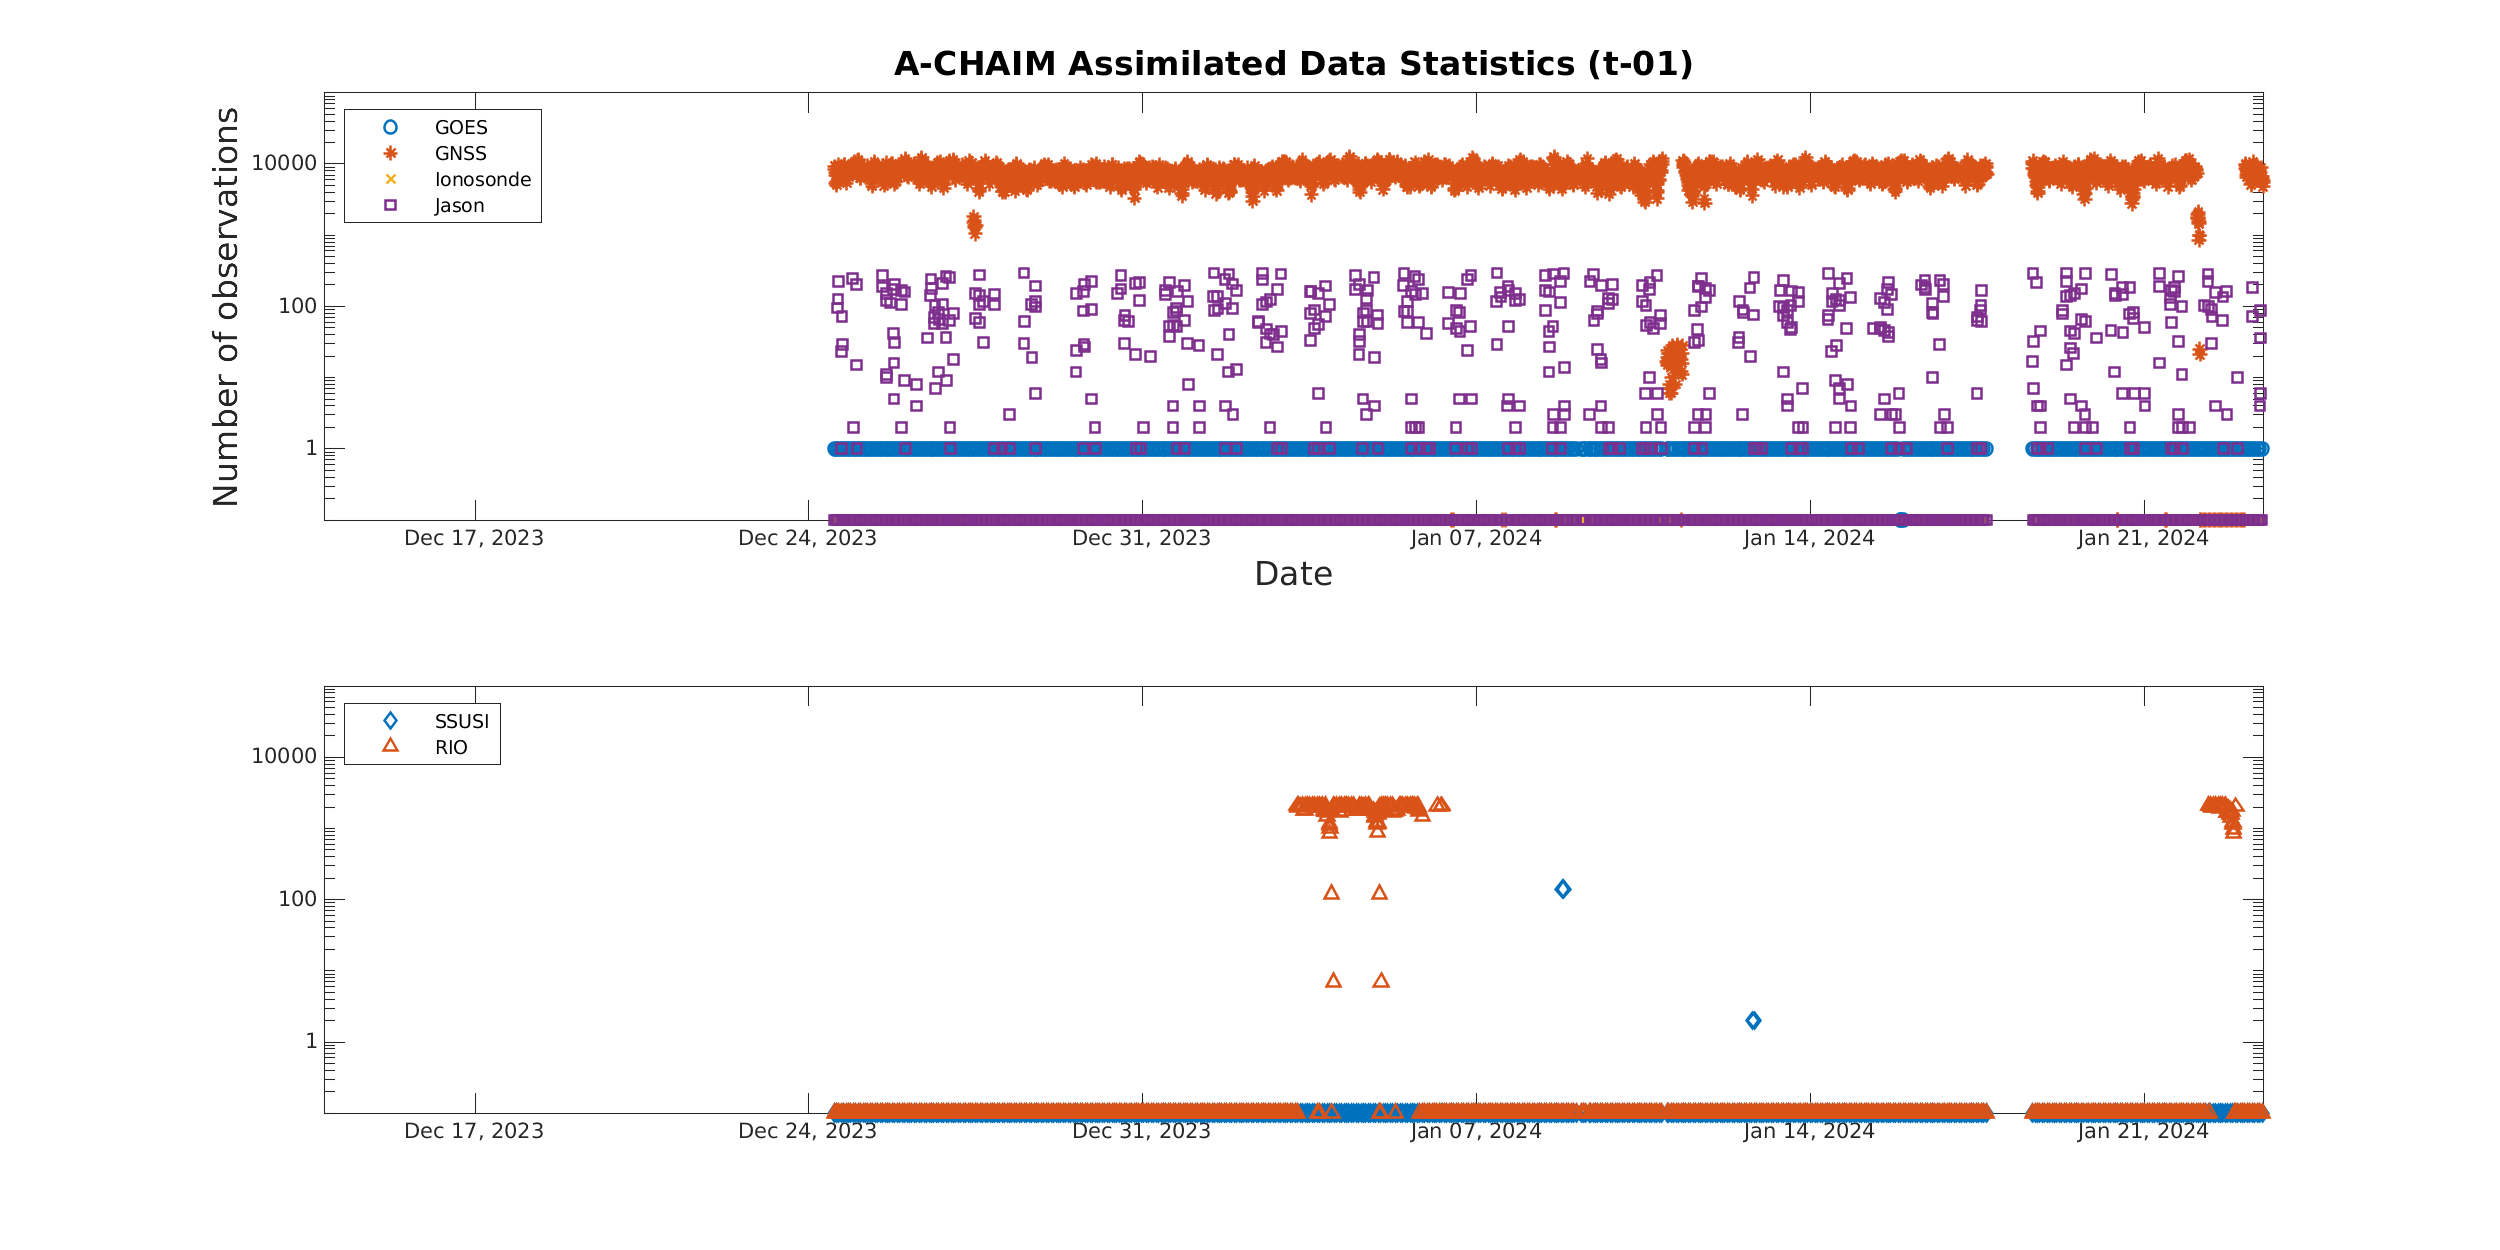 A-CHAIM Assimilated Data Statistics (t-01)
Number of observations
10000
100
1
GOES
GNSS
Ionosonde
Jason
Dec 17, 2023
Dec 24, 2023
Dec 31, 2023
Jan 07, 2024
Jan 14, 2024
Jan 21, 2024
Date
10000
100
1
SSUSI
RIO
Dec 17, 2023
Dec 24, 2023
Dec 31, 2023
Jan 07, 2024
Jan 14, 2024
Jan 21, 2024